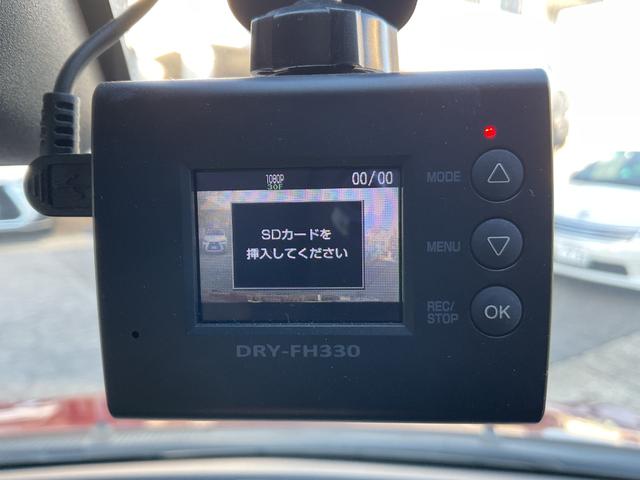 1080P
30F
00/00
SDカードを
挿入してください
MODE
MENU
REC/
STOP
OK
DRY-FH330